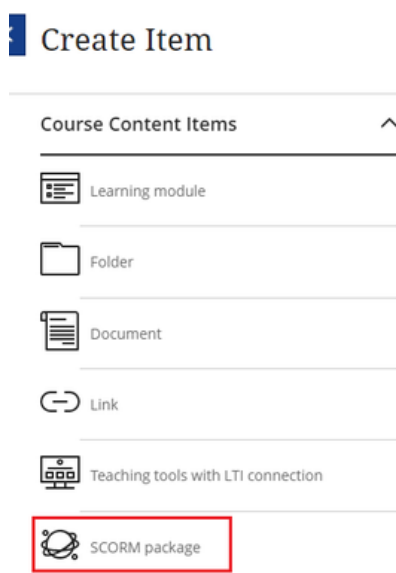 Create Item
Course Content Items
Learning module
Folder
Document
Link
Teaching tools with LTI connection
SCORM package